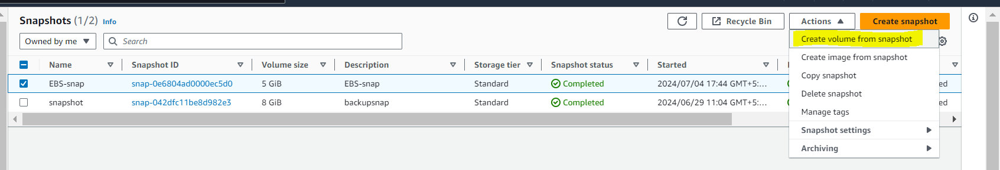 Snapshots (1/2) Info
Recycle Bin Actions Create snapshot
Owned by me Search
Create volume from snapshot
Name Snapshot ID Volume size Description Storage tier Snapshot status Started
Create image from snapshot
EBS-snap snap-0e6804ad0000ec5d0 5 GiB EBS-snap Standard Completed 2024/07/04 17:44 GMT+5:... ed
Copy snapshot
Delete snapshot
snapshot snap-042dfc11be8d982e3 8 GiB backupsnap Standard Completed 2024/06/29 11:04 GMT+5:... ed
Manage tags
Snapshot settings
Archiving